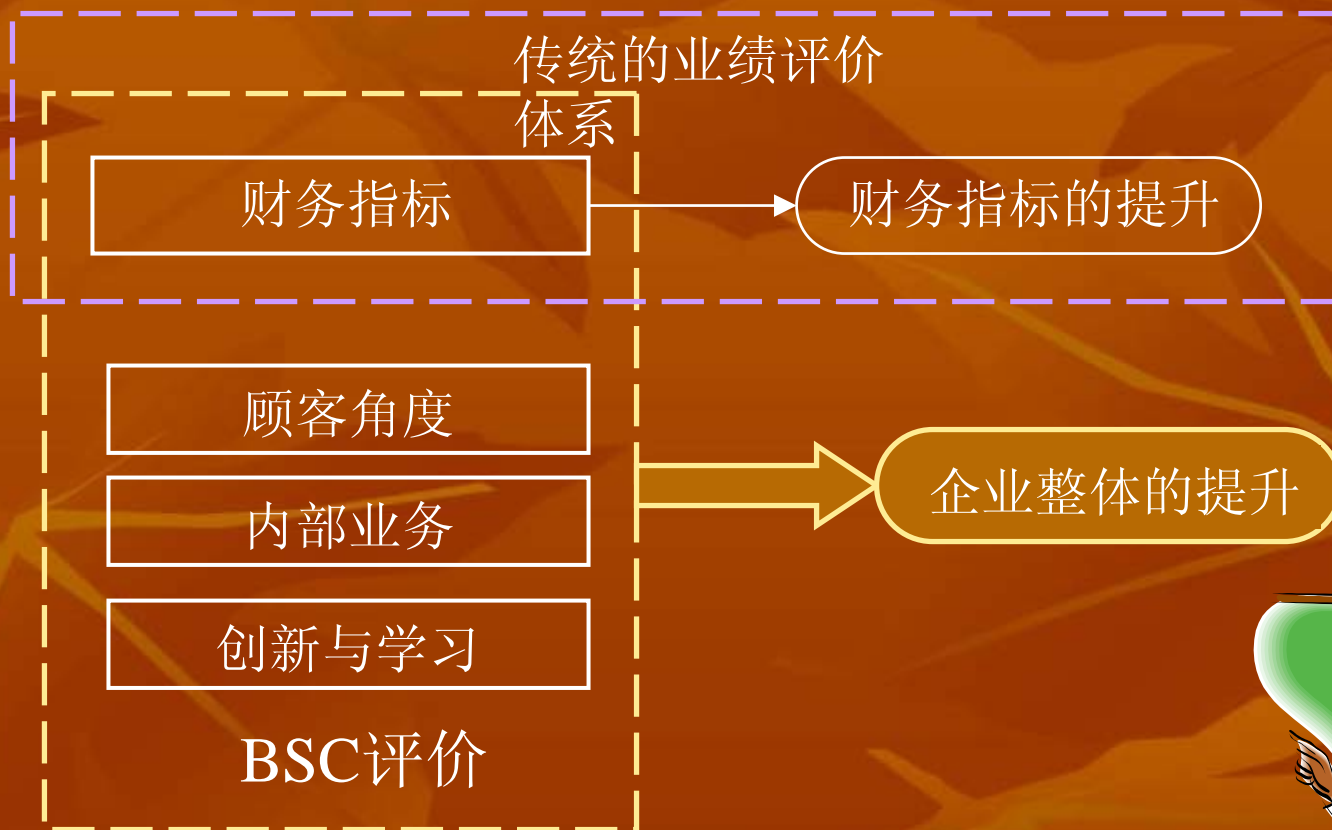 传统的业绩评价
体系
财务指标
财务指标的提升
顾客角度
内部业务
企业整体的提升
创新与学习
BSC评价